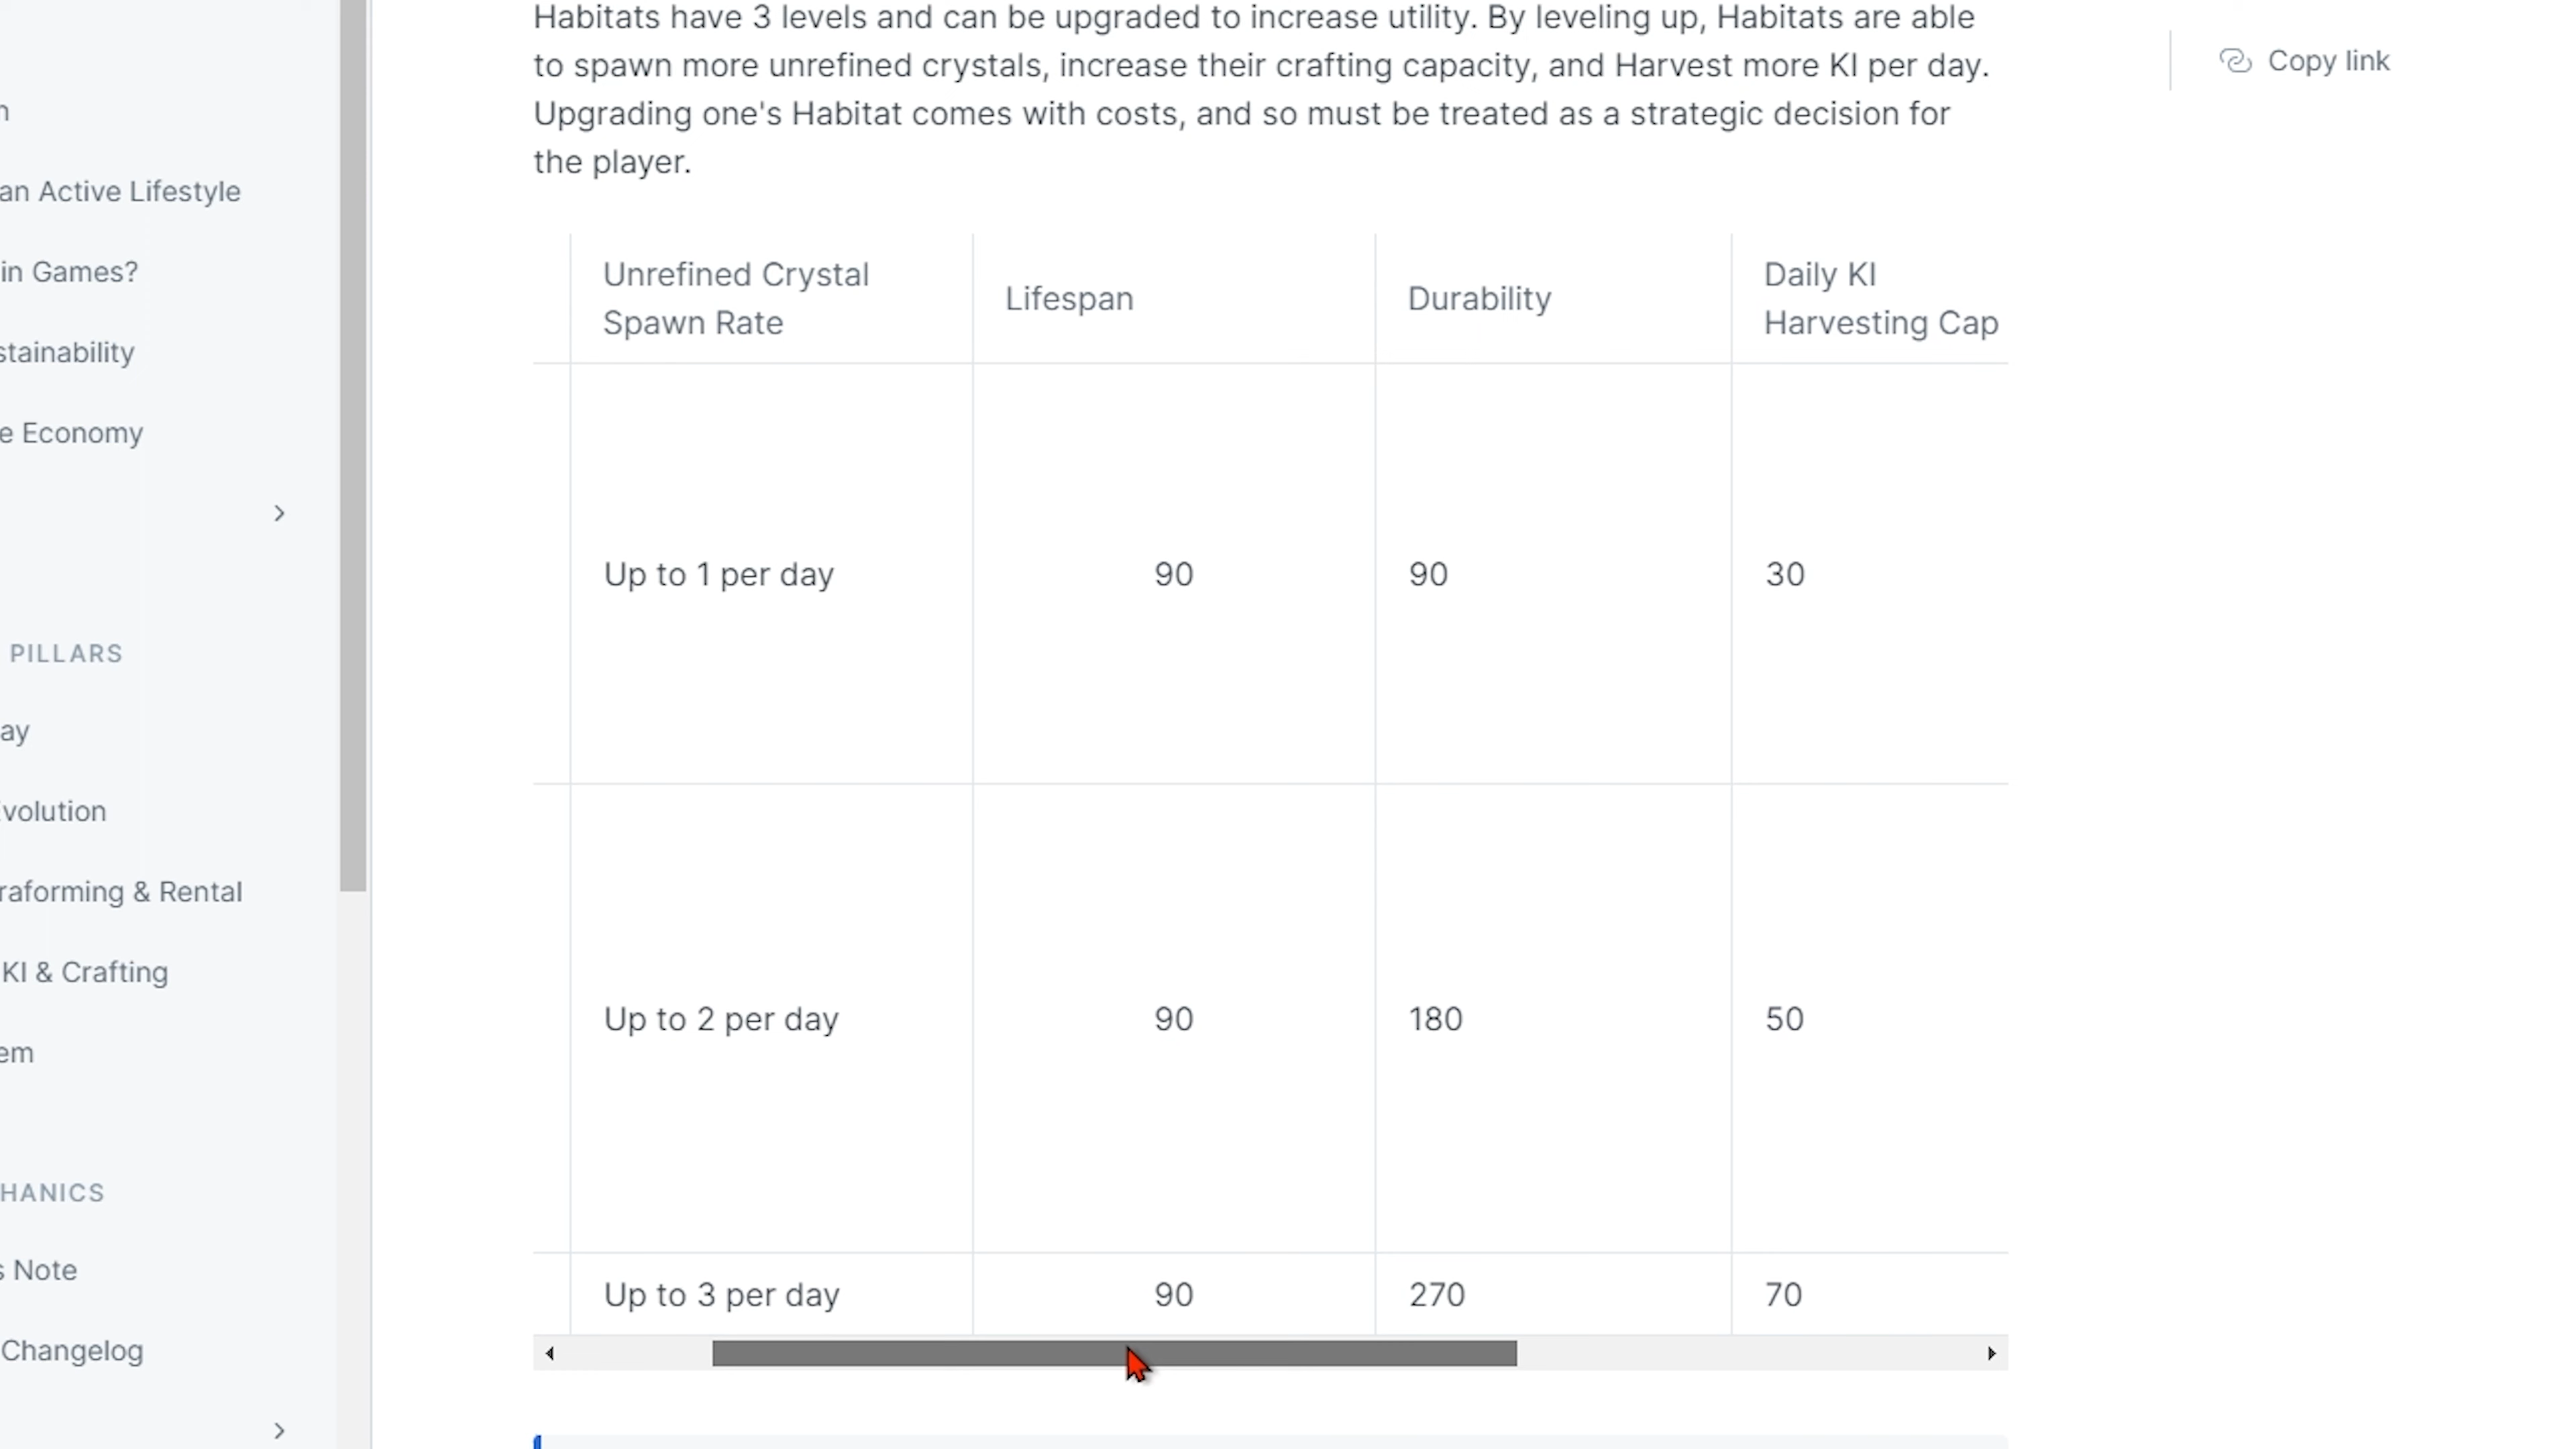 Habitats have 3 levels and can be upgraded to increase utility. By leveling up, Habitats are able
to spawn more unrefined crystals, increase their crafting capacity, and Harvest more KI per day.
Upgrading one's Habitat comes with costs, and so must be treated as a strategic decision for
the player.
Copy link
n
an Active Lifestyle
in Games?
stainability
e Economy
PILLARS
ay
Evolution
raforming & Rental
KI & Crafting
em
HANICS
s Note
Changelog
Unrefined Crystal
Spawn Rate
Lifespan
Durability
Daily KI
Harvesting Cap
Up to 1 per day
90
90
30
Up to 2 per day
90
180
50
Up to 3 per day
90
270
70